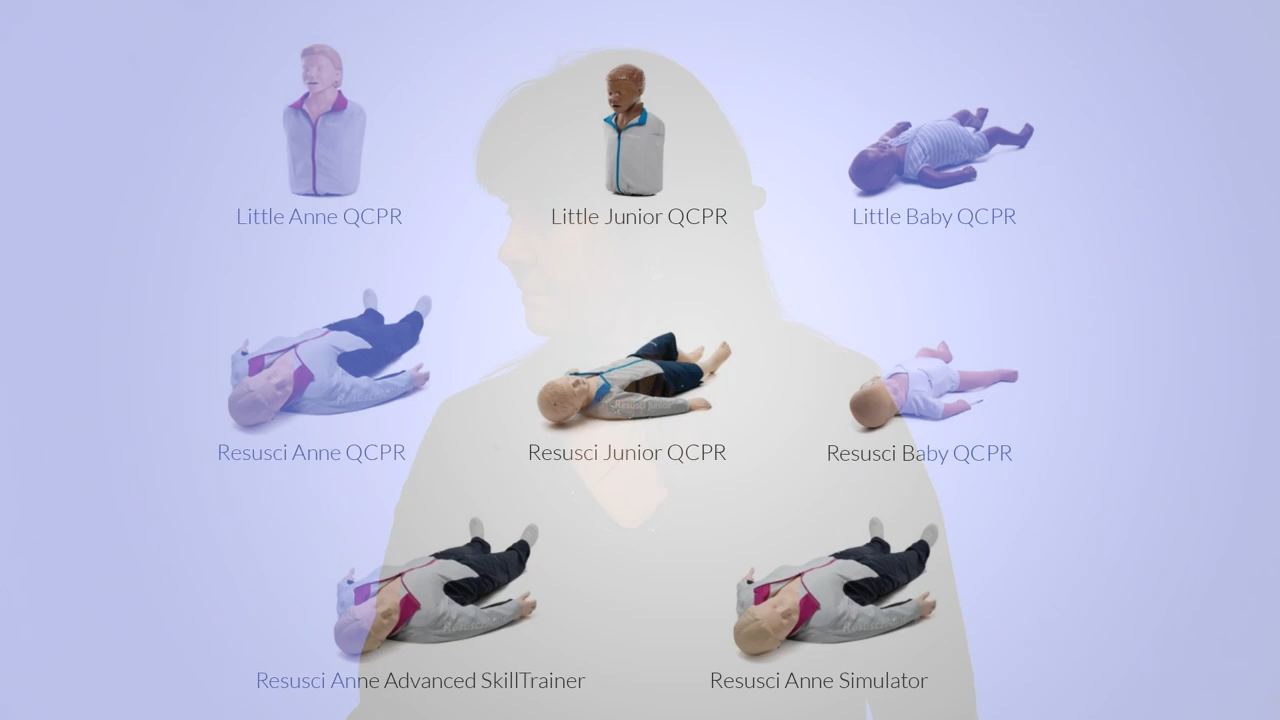 Little Anne QCPR
Little Junior QCPR
Little Baby QCPR
Resusci Anne QCPR
Resusci Junior QCPR
Resusci Baby QCPR
Resusci Anne Advanced SkillTrainer
Resusci Anne Simulator